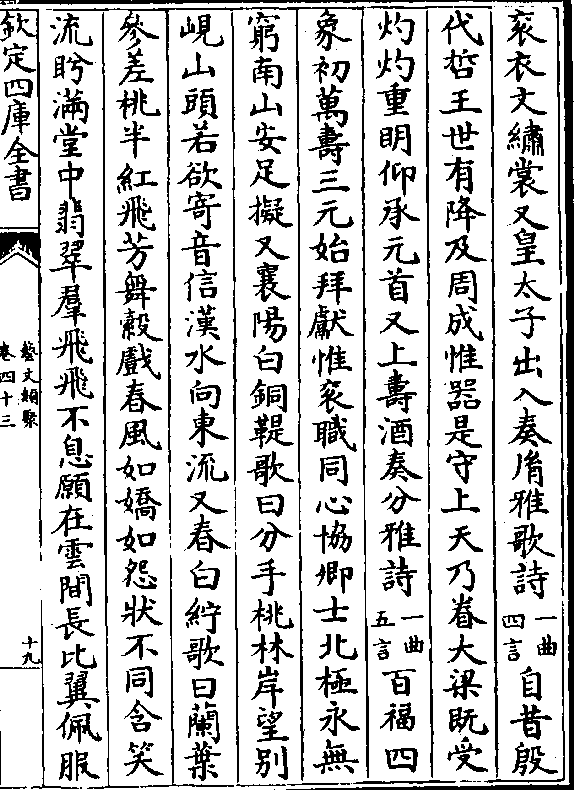 衮衣文繡裳又皇太子出入奏胤雅歌詩一曲四言自昔殷
代哲王世有降及周成惟器是守上天乃眷大梁既受
灼灼重明仰承元首又上壽酒奏介雅詩一曲五言百福四
象初萬壽三元始拜獻惟衮職同心協卿士北極永無
窮南山安足擬又襄陽白銅鞮歌曰分手桃林岸望别
峴山頭若欲寄音信漢水向東流又春白紵歌曰蘭葉
參差桃半紅飛芳舞縠戲春風如嬌如怨狀不同含笑
流眄滿堂中翡翠羣飛飛不息願在雲間長比翼佩服
欽定四庫全書
藝文類聚
卷四十三
十九